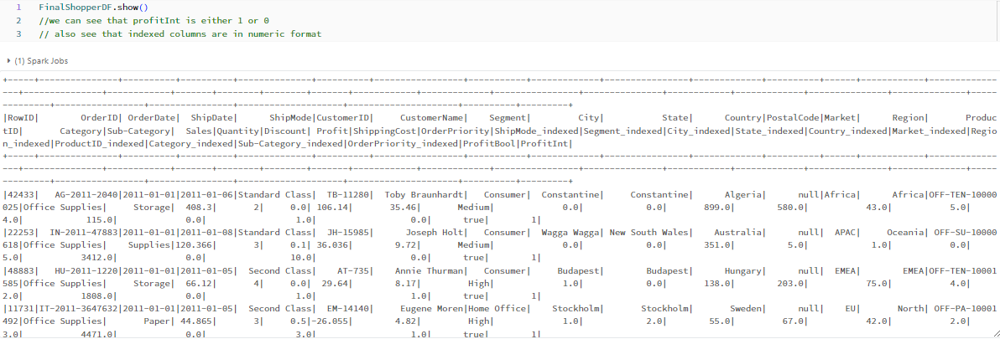 1 FinalShopperDF.show()
2 //we can see that profitInt is either 1 or 0
3 // also see that indexed columns are in numeric format
(1) Spark Jobs
+-----+---------------+----------+----------+--------------+----------+-----------------+-----------+---------------+---------------+-------------+----------+------+------------+-------------
---+---------------+------------+-------+--------+--------+-------+------------+-------------+----------------+---------------+------------+-------------+---------------+--------------+-----
---------+-----------------+----------------+--------------------+---------------------+----------+---------+
|RowID| OrderID| OrderDate| ShipDate| ShipMode|CustomerID| CustomerName| Segment| City| State| Country|PostalCode|Market| Region| Produc
tID| Category|Sub-Category| Sales|Quantity|Discount| Profit|ShippingCost|OrderPriority|ShipMode_indexed|Segment_indexed|City_indexed|State_indexed|Country_indexed|Market_indexed|Regio
n_indexed|ProductID_indexed|Category_indexed|Sub-Category_indexed|OrderPriority_indexed|ProfitBool|ProfitInt|
+-----+---------------+----------+----------+--------------+----------+-----------------+-----------+---------------+---------------+-------------+----------+------+------------+-------------
---+---------------+------------+-------+--------+--------+-------+------------+-------------+----------------+---------------+------------+-------------+---------------+--------------+-----
---------+-----------------+----------------+--------------------+---------------------+----------+---------+
|42433| AG-2011-2040|2011-01-01|2011-01-06|Standard Class| TB-11280| Toby Braunhardt| Consumer| Constantine| Constantine| Algeria| null|Africa| Africa|OFF-TEN-10000
025|Office Supplies| Storage| 408.3| 2| 0.0| 106.14| 35.46| Medium| 0.0| 0.0| 899.0| 580.0| 43.0| 5.0|
4.0| 115.0| 0.0| 1.0| 0.0| true| 1|
|22253| IN-2011-47883|2011-01-01|2011-01-08|Standard Class| JH-15985| Joseph Holt| Consumer| Wagga Wagga| New South Wales| Australia| null| APAC| Oceania| OFF-SU-10000
618|Office Supplies| Supplies|120.366| 3| 0.1| 36.036| 9.72| Medium| 0.0| 0.0| 351.0| 5.0| 1.0| 0.0|
5.0| 3412.0| 0.0| 10.0| 0.0| true| 1|
|48883| HU-2011-1220|2011-01-01|2011-01-05| Second Class| AT-735| Annie Thurman| Consumer| Budapest| Budapest| Hungary| null| EMEA| EMEA|OFF-TEN-10001
585|Office Supplies| Storage| 66.12| 4| 0.0| 29.64| 8.17| High| 1.0| 0.0| 138.0| 203.0| 75.0| 4.0|
2.0| 1808.0| 0.0| 1.0| 1.0| true| 1|
|11731|IT-2011-3647632|2011-01-01|2011-01-05| Second Class| EM-14140| Eugene Moren|Home Office| Stockholm| Stockholm| Sweden| null| EU| North| OFF-PA-10001
492|Office Supplies| Paper| 44.865| 3| 0.5|-26.055| 4.82| High| 1.0| 2.0| 55.0| 67.0| 42.0| 2.0|
3.0| 4471.0| 0.0| 3.0| 1.0| true| 1|